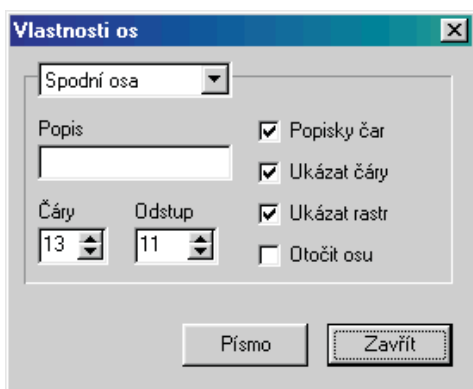 Vlastnosti os
Spodní osa
Popis
Popisky čar
Ukázat čáry
Čáry
Odstup
Ukázat rastr
13
11
Otočit osu
Písmo
Zavřít